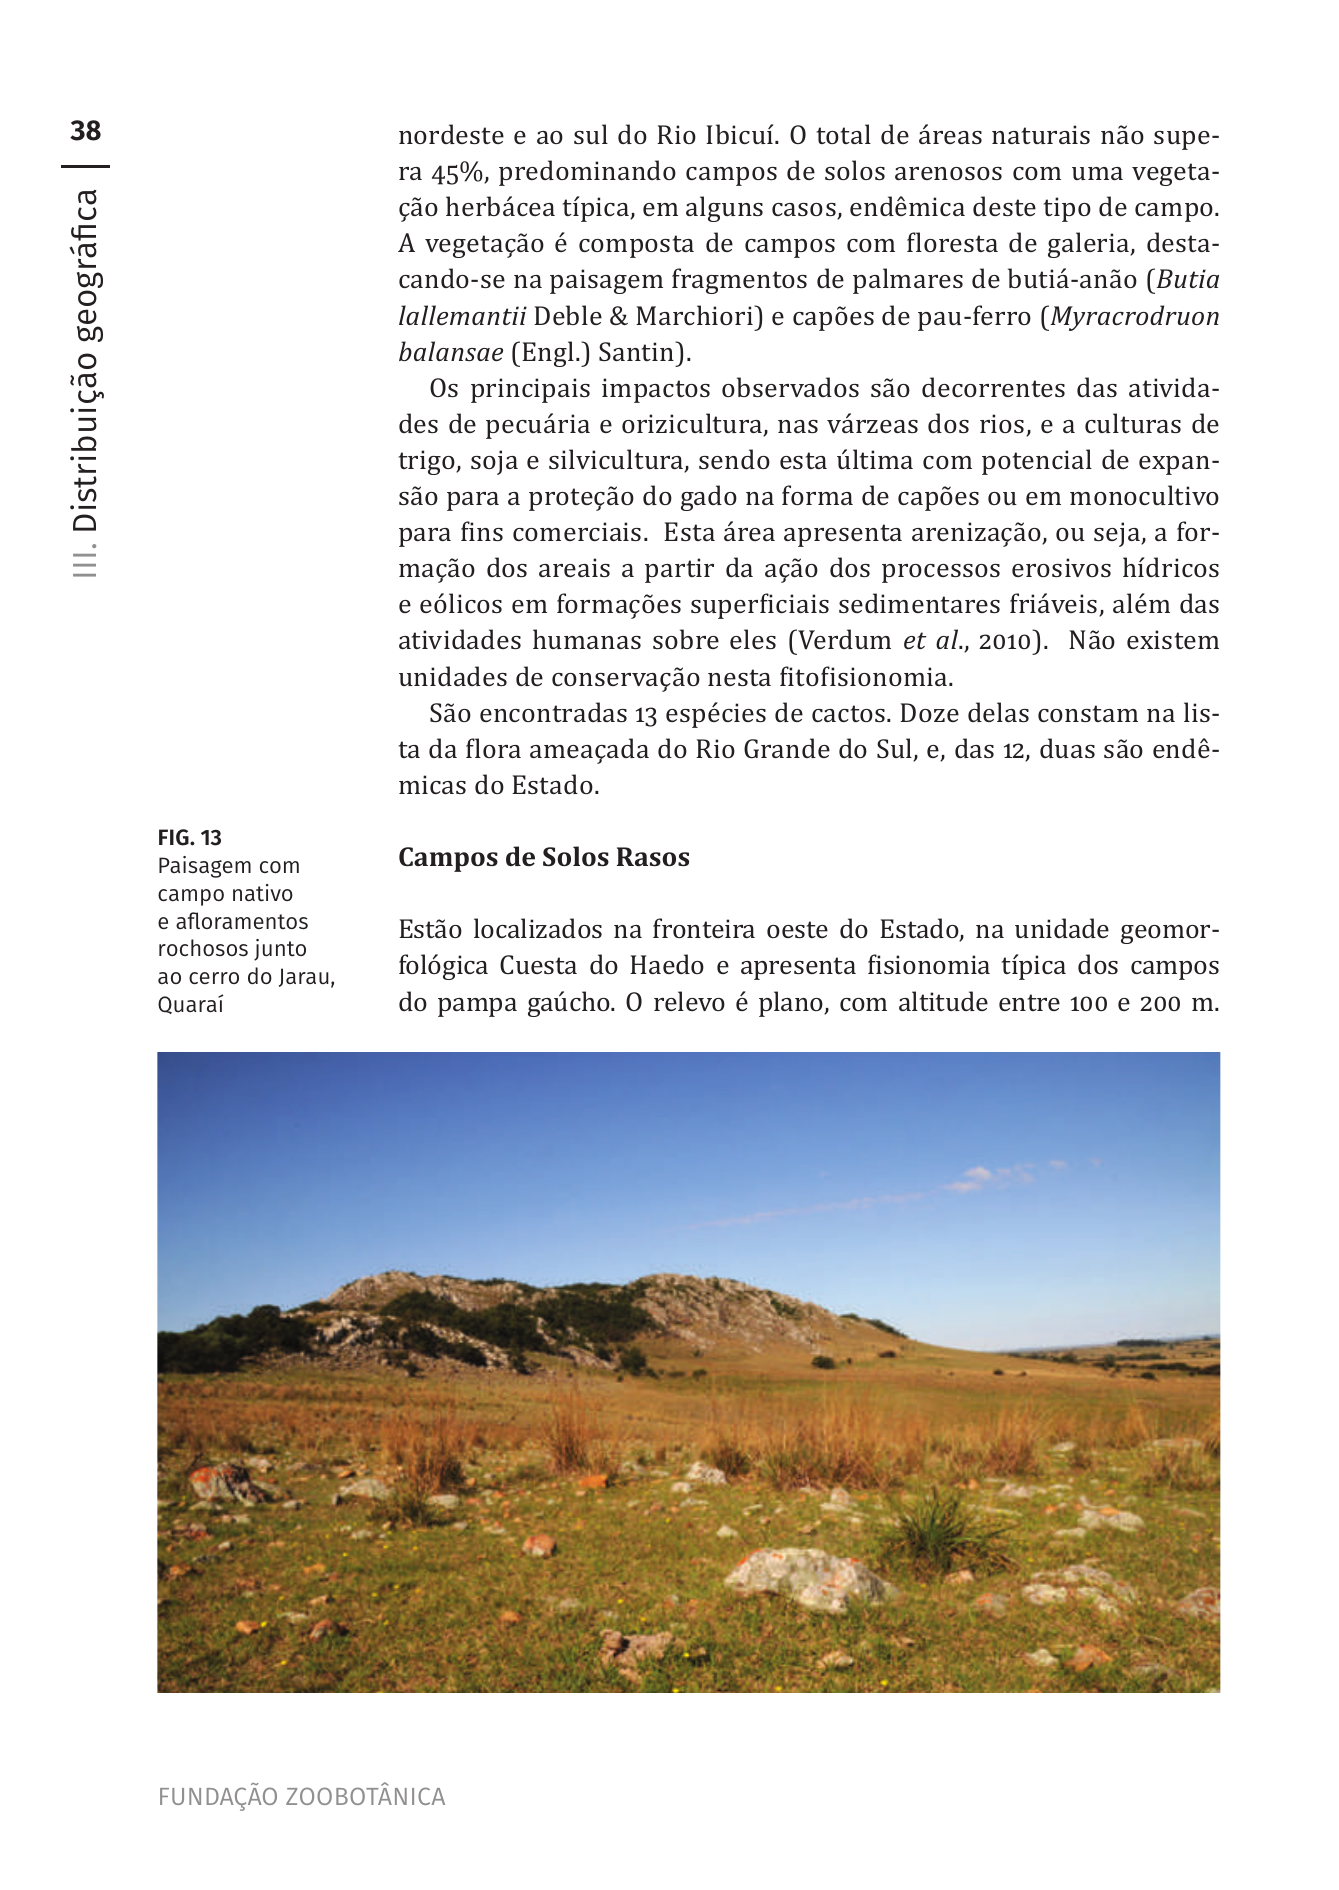 38
III. Distribuição geográfica
nordeste e ao sul do Rio Ibicuí. O total de áreas naturais não supe-
ra 45%, predominando campos de solos arenosos com uma vegeta-
ção herbácea típica, em alguns casos, endêmica deste tipo de campo.
A vegetação é composta de campos com floresta de galeria, desta-
cando-se na paisagem fragmentos de palmares de butiá-anão (Butia
lallemantii Deble & Marchiori) e capões de pau-ferro (Myracrodruon
balansae (Engl.) Santin).
Os principais impactos observados são decorrentes das ativida-
des de pecuária e orizicultura, nas várzeas dos rios, e a culturas de
trigo, soja e silvicultura, sendo esta última com potencial de expan-
são para a proteção do gado na forma de capões ou em monocultivo
para fins comerciais. Esta área apresenta arenização, ou seja, a for-
mação dos areais a partir da ação dos processos erosivos hídricos
e eólicos em formações superficiais sedimentares friáveis, além das
atividades humanas sobre eles (Verdum et al., 2010). Não existem
unidades de conservação nesta fitofisionomia.
São encontradas 13 espécies de cactos. Doze delas constam na lis-
ta da flora ameaçada do Rio Grande do Sul, e, das 12, duas são endê-
micas do Estado.
FIG. 13
Paisagem com
campo nativo
e afloramentos
rochosos junto
ao cerro do Jarau,
Quaraí
Campos de Solos Rasos
Estão localizados na fronteira oeste do Estado, na unidade geomor-
fológica Cuesta do Haedo e apresenta fisionomia típica dos campos
do pampa gaúcho. O relevo é plano, com altitude entre 100 e 200 m.
FUNDAÇÃO ZOOBOTÂNICA